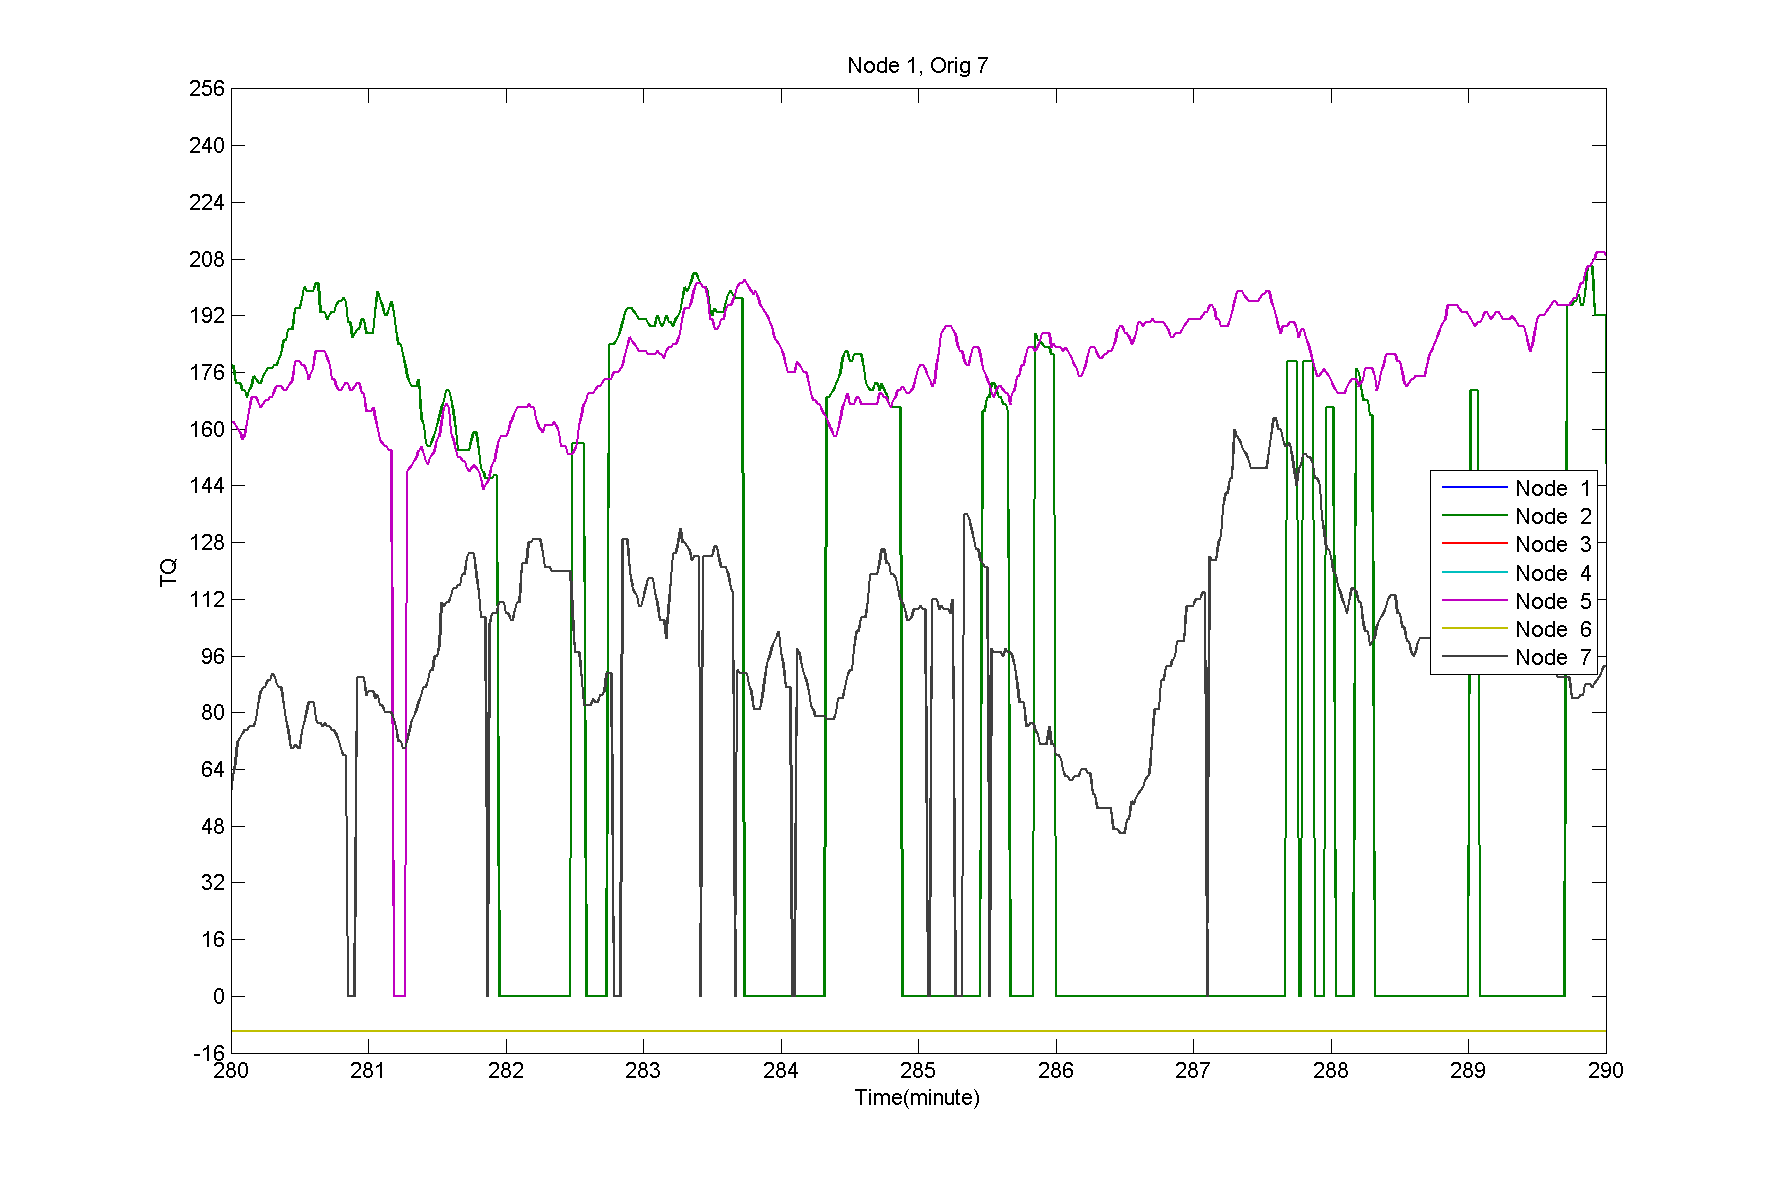 Node 1, Orig 7
256
240
224
208
192
176
160
144
128
112
96
80
64
48
32
16
0
-16
TQ
280 281 282 283 284 285 286 287 288 289 290
Time(minute)
Node 1
Node 2
Node 3
Node 4
Node 5
Node 6
Node 7